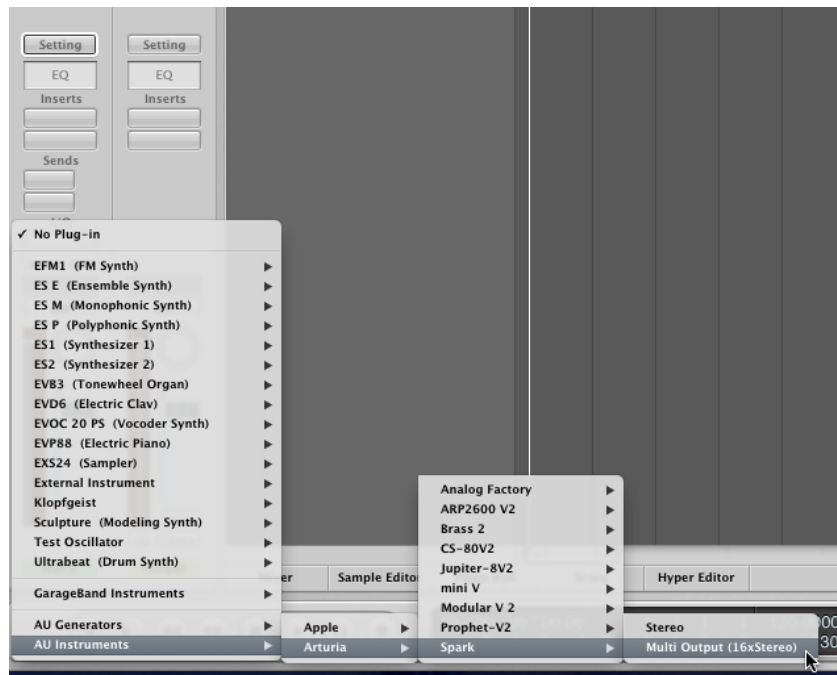 Setting
Setting
EQ
EQ
Inserts
Inserts
Sends
✓ No Plug-in
EFM1 (FM Synth)
ES E (Ensemble Synth)
ES M (Monophonic Synth)
ES P (Polyphonic Synth)
ES1 (Synthesizer 1)
ES2 (Synthesizer 2)
EVB3 (Tonewheel Organ)
EVD6 (Electric Clav)
EVOC 20 PS (Vocoder Synth)
EVP88 (Electric Piano)
EXS24 (Sampler)
External Instrument
Klopfgeist
Sculpture (Modeling Synth)
Test Oscillator
Ultrabeat (Drum Synth)
GarageBand Instruments
AU Generators
AU Instruments
Apple
Arturia
Analog Factory
ARP2600 V2
Brass 2
CS-80V2
Jupiter-8V2
mini V
Modular V 2
Prophet-V2
Spark
Stereo
Multi Output (16xStereo)
Sample Edito
Hyper Editor